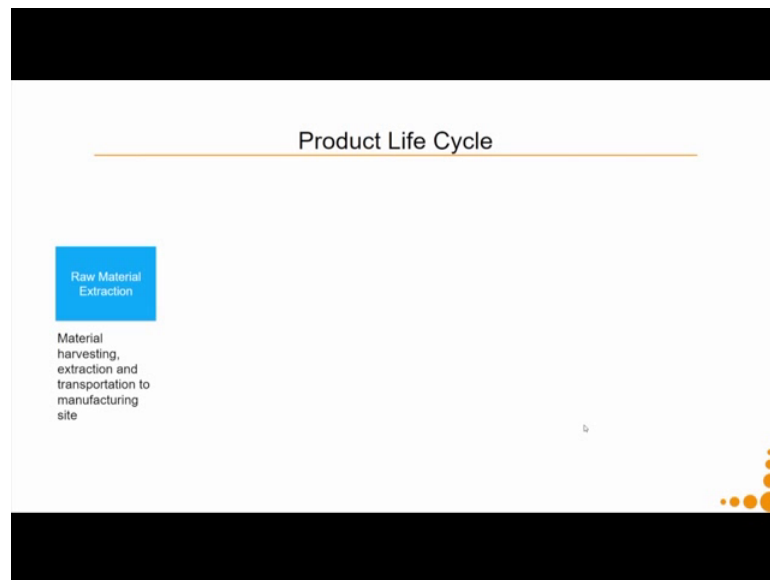 Product Life Cycle
Raw Material
Extraction
Material
harvesting,
extraction and
transportation to
manufacturing
site